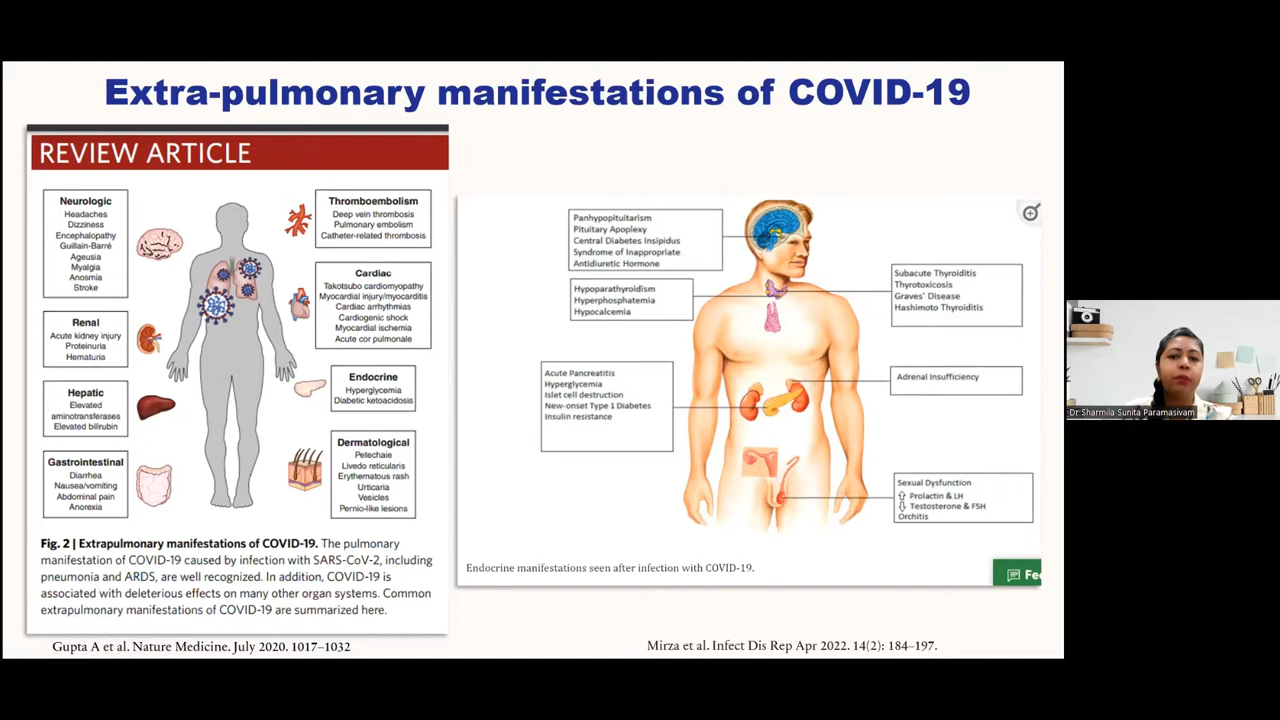 Extra-pulmonary manifestations of COVID-19
REVIEW ARTICLE
Neurologic
Headaches
Dizziness
Encephalopathy
Guillain-Barré
Ageusia
Myalgia
Anosmia
Stroke
Renal
Acute kidney injury
Proteinuria
Hematuria
Hepatic
Elevated
aminotransferases
Elevated bilirubin
Gastrointestinal
Diarrhea
Nausea/vomiting
Abdominal pain
Anorexia
Thromboembolism
Deep vein thrombosis
Pulmonary embolism
Catheter-related thrombosis
Cardiac
Takotsubo cardiomyopathy
Myocardial injury/myocarditis
Cardiac arrhythmias
Cardiogenic shock
Myocardial ischemia
Acute cor pulmonale
Endocrine
Hyperglycemia
Diabetic ketoacidosis
Dermatological
Petechaie
Livedo reticularis
Erythematous rash
Urticaria
Vesicles
Pernio-like lesions
Fig. 2 | Extrapulmonary manifestations of COVID-19. The pulmonary
manifestation of COVID-19 caused by infection with SARS-CoV-2, including
pneumonia and ARDS, are well recognized. In addition, COVID-19 is
associated with deleterious effects on many other organ systems. Common
extrapulmonary manifestations of COVID-19 are summarized here.
Gupta A et al. Nature Medicine. July 2020. 1017–1032
Panhypopituitarism
Pituitary Apoplexy
Central Diabetes Insipidus
Syndrome of Inappropriate
Antidiuretic Hormone
Hypoparathyroidism
Hyperphosphatemia
Hypocalcemia
Acute Pancreatitis
Hyperglycemia
Islet cell destruction
New-onset Type 1 Diabetes
Insulin resistance
Subacute Thyroiditis
Thyrotoxicosis
Graves' Disease
Hashimoto Thyroiditis
Adrenal Insufficiency
Sexual Dysfunction
⇧ Prolactin & LH
⇩ Testosterone & FSH
Orchitis
Endocrine manifestations seen after infection with COVID-19.
Fee
Mirza et al. Infect Dis Rep Apr 2022. 14(2): 184–197.
Dr Sharmila Sunita Paramasivam